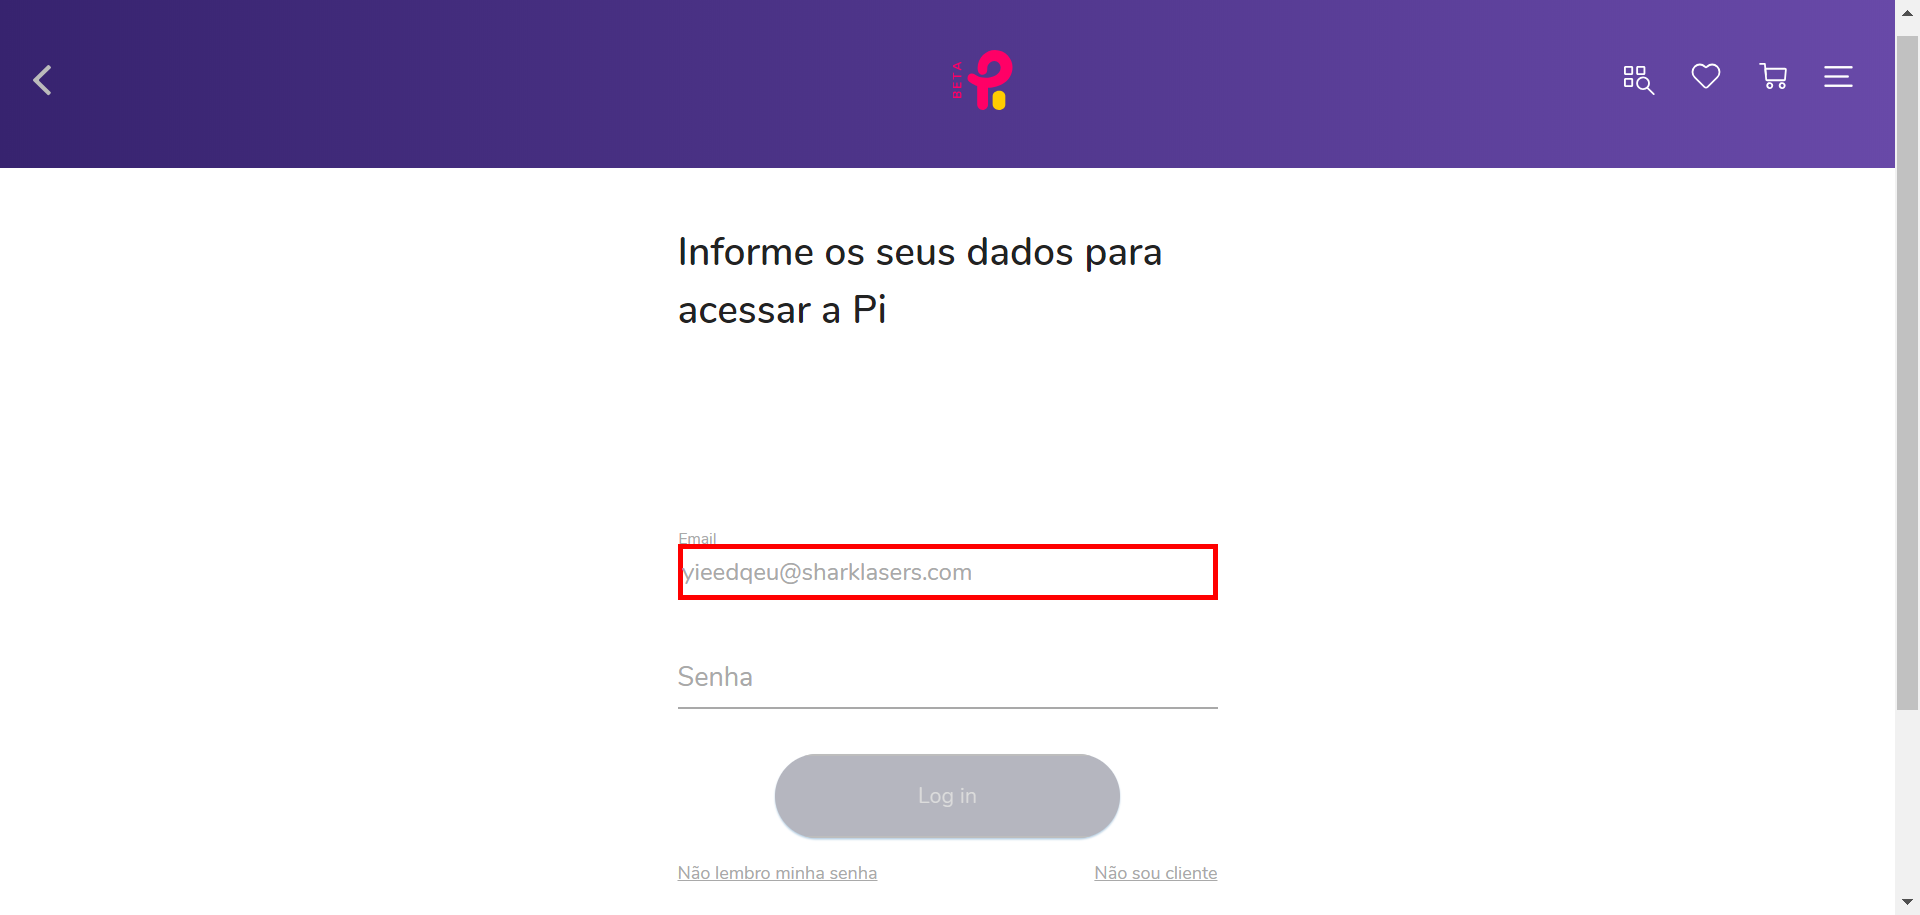 BETA
Informe os seus dados para
acessar a Pi
Email
yieedqeu@sharklasers.com
Senha
Log in
Não lembro minha senha
Não sou cliente